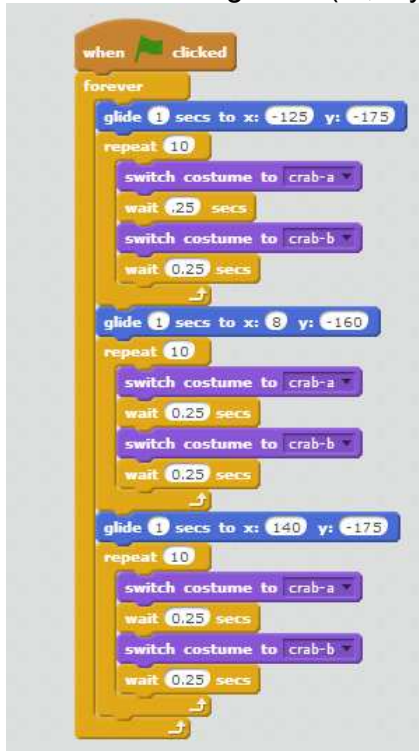 when clicked
forever
glide 1 secs to x: -125 y: -175
repeat 10
switch costume to crab-a
wait .25 secs
switch costume to crab-b
wait 0.25 secs
glide 1 secs to x: 8 y: -160
repeat 10
switch costume to crab-a
wait 0.25 secs
switch costume to crab-b
wait 0.25 secs
glide 1 secs to x: 140 y: -175
repeat 10
switch costume to crab-a
wait 0.25 secs
switch costume to crab-b
wait 0.25 secs